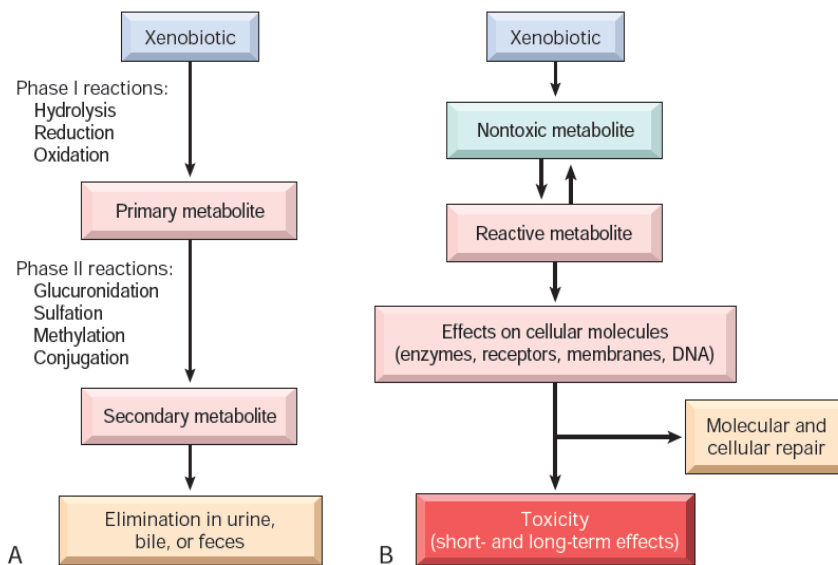 Xenobiotic
Phase I reactions:
Hydrolysis
Reduction
Oxidation
Primary metabolite
Phase II reactions:
Glucuronidation
Sulfation
Methylation
Conjugation
Secondary metabolite
Elimination in urine,
bile, or feces
A
Xenobiotic
Nontoxic metabolite
Reactive metabolite
Effects on cellular molecules
(enzymes, receptors, membranes, DNA)
Molecular and
cellular repair
Toxicity
(short- and long-term effects)
B